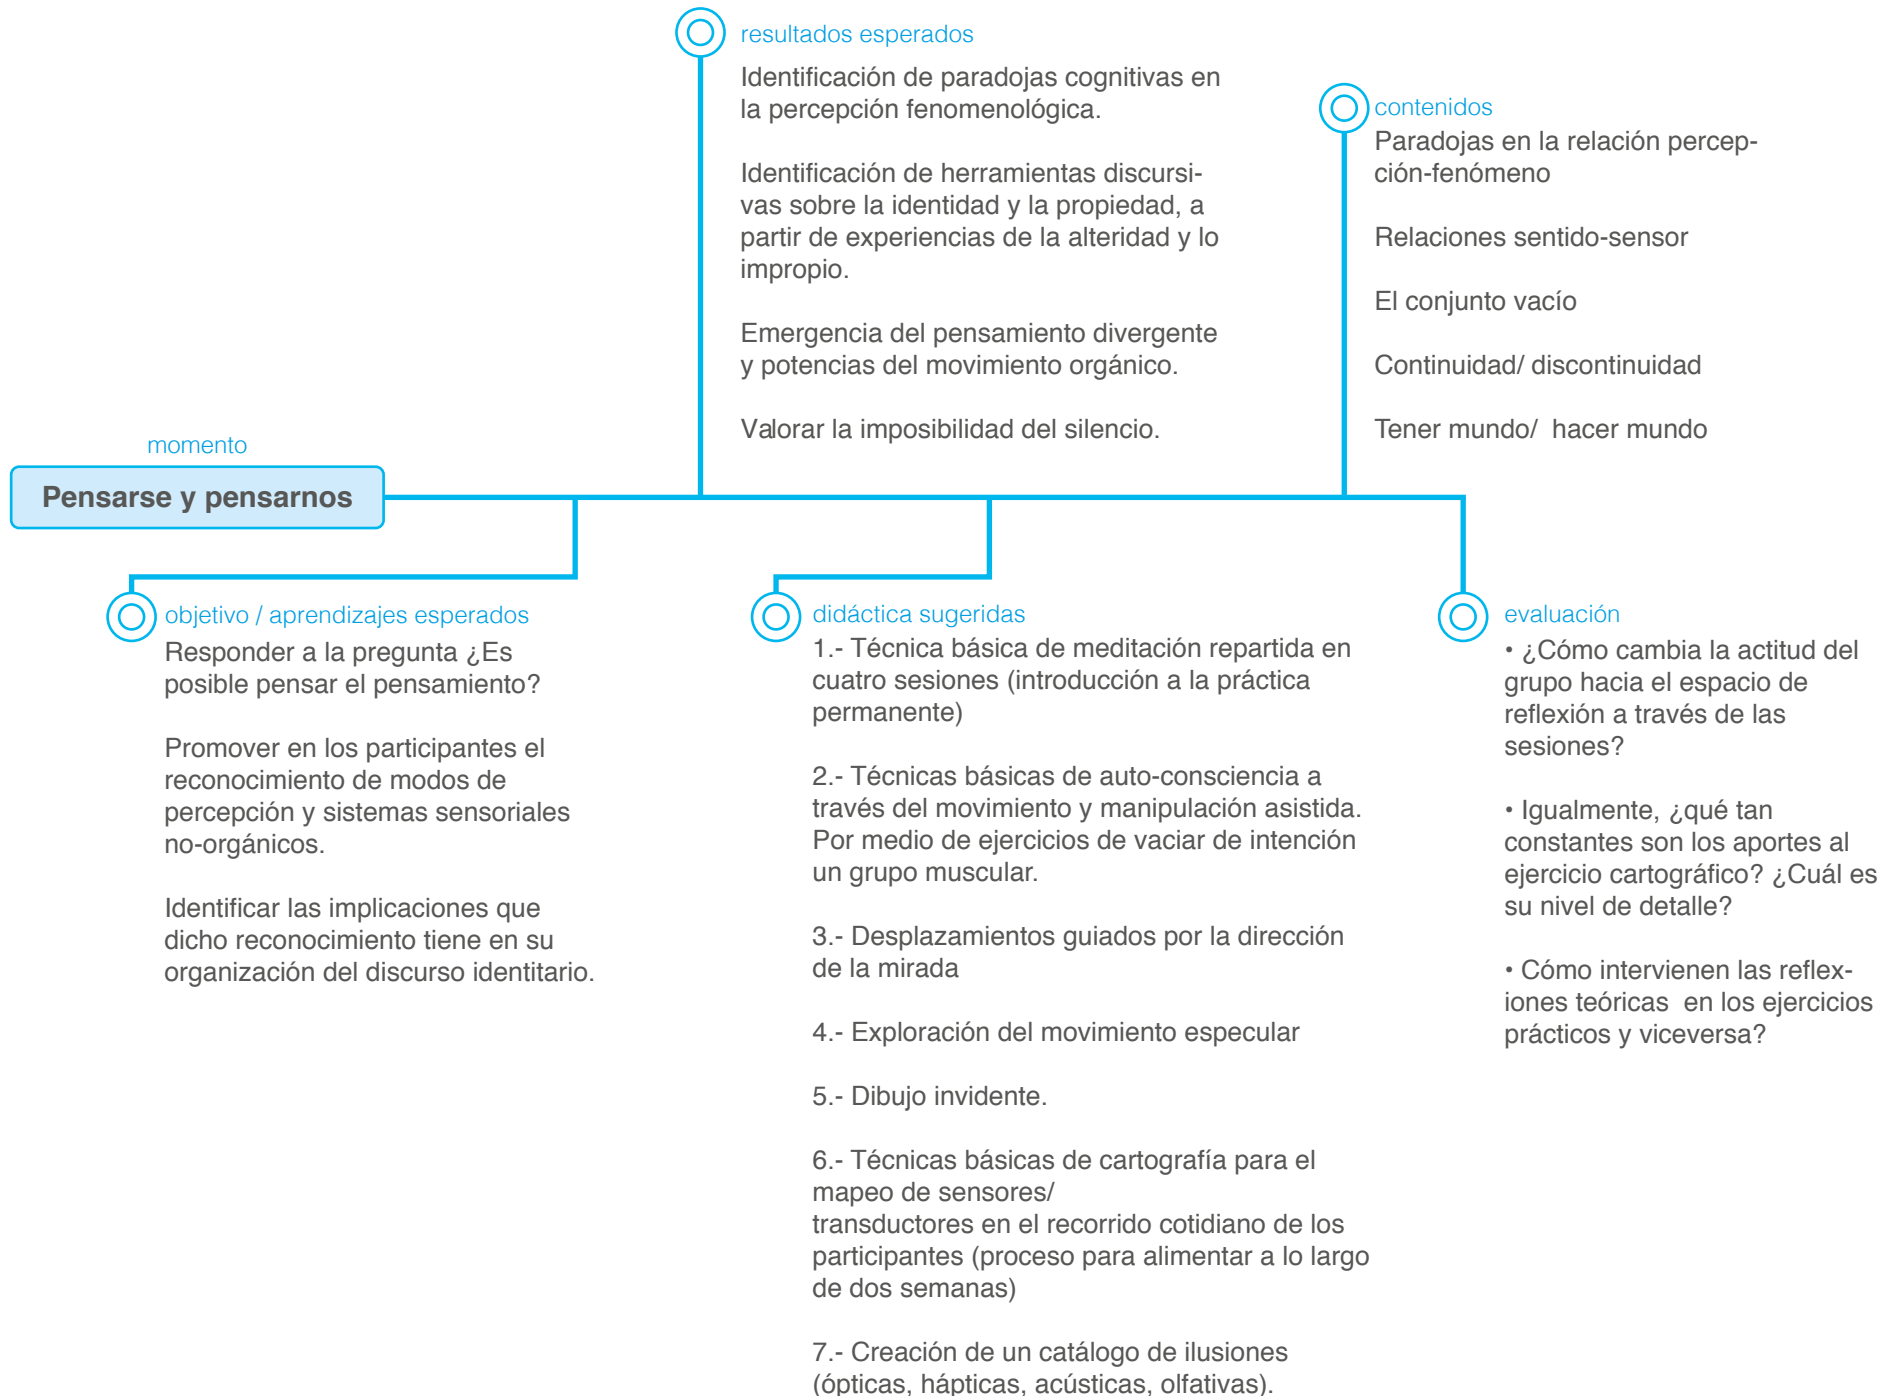 resultados esperados
Identificación de paradojas cognitivas en
la percepción fenomenológica.
Identificación de herramientas discursi-
vas sobre la identidad y la propiedad, a
partir de experiencias de la alteridad y lo
impropio.
Emergencia del pensamiento divergente
y potencias del movimiento orgánico.
Valorar la imposibilidad del silencio.
contenidos
Paradojas en la relación percep-
ción-fenómeno
Relaciones sentido-sensor
El conjunto vacío
Continuidad/ discontinuidad
Tener mundo/  hacer mundo
momento
Pensarse y pensarnos
objetivo / aprendizajes esperados
Responder a la pregunta ¿Es
posible pensar el pensamiento?
Promover en los participantes el
reconocimiento de modos de
percepción y sistemas sensoriales
no-orgánicos.
Identificar las implicaciones que
dicho reconocimiento tiene en su
organización del discurso identitario.
didáctica sugeridas
1.- Técnica básica de meditación repartida en
cuatro sesiones (introducción a la práctica
permanente)
2.- Técnicas básicas de auto-consciencia a
través del movimiento y manipulación asistida.
Por medio de ejercicios de vaciar de intención
un grupo muscular.
3.- Desplazamientos guiados por la dirección
de la mirada
4.- Exploración del movimiento especular
5.- Dibujo invidente.
6.- Técnicas básicas de cartografía para el
mapeo de sensores/
transductores en el recorrido cotidiano de los
participantes (proceso para alimentar a lo largo
de dos semanas)
7.- Creación de un catálogo de ilusiones
(ópticas, hápticas, acústicas, olfativas).
evaluación
• ¿Cómo cambia la actitud del
grupo hacia el espacio de
reflexión a través de las
sesiones?
• Igualmente, ¿qué tan
constantes son los aportes al
ejercicio cartográfico? ¿Cuál es
su nivel de detalle?
• Cómo intervienen las reflex-
iones teóricas  en los ejercicios
prácticos y viceversa?